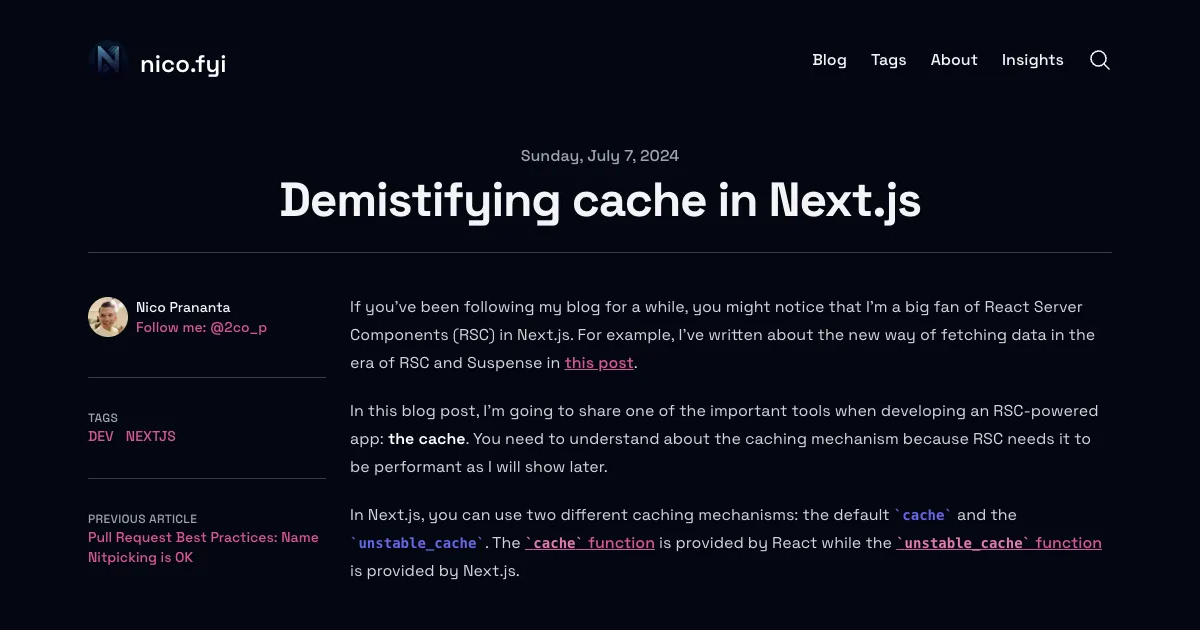 nico.fyi
Blog Tags About Insights
Sunday, July 7, 2024
Demistifying cache in Next.js
Nico Prananta
Follow me: @2co_p
TAGS
DEV NEXTJS
PREVIOUS ARTICLE
Pull Request Best Practices: Name
Nitpicking is OK
If you've been following my blog for a while, you might notice that I'm a big fan of React Server
Components (RSC) in Next.js. For example, I've written about the new way of fetching data in the
era of RSC and Suspense in this post.
In this blog post, I'm going to share one of the important tools when developing an RSC-powered
app: the cache. You need to understand about the caching mechanism because RSC needs it to
be performant as I will show later.
In Next.js, you can use two different caching mechanisms: the default `cache` and the
`unstable_cache`. The `cache` function is provided by React while the `unstable_cache` function
is provided by Next.js.